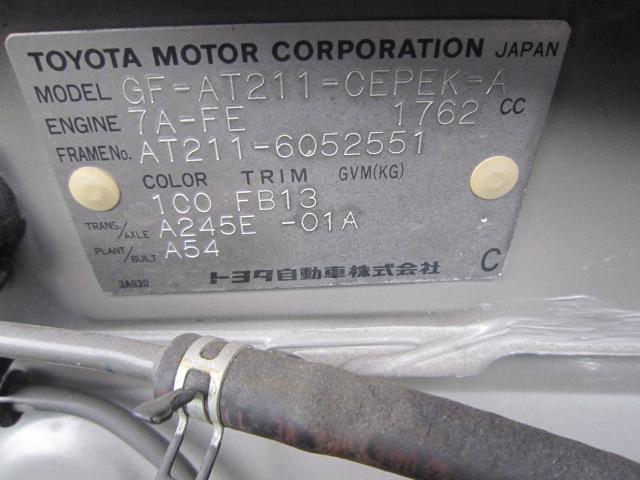 TOYOTA MOTOR CORPORATION JAPAN
MODEL GF-AT211-CEPEK-A
ENGINE 7A-FE 1762 CC
FRAME No. AT211-6052551
COLOR TRIM GVM(KG)
1C0 FB13
TRANS./AXLE A245E -01A
PLANT/BUILT A54
3A030 トヨタ自動車株式会社 C